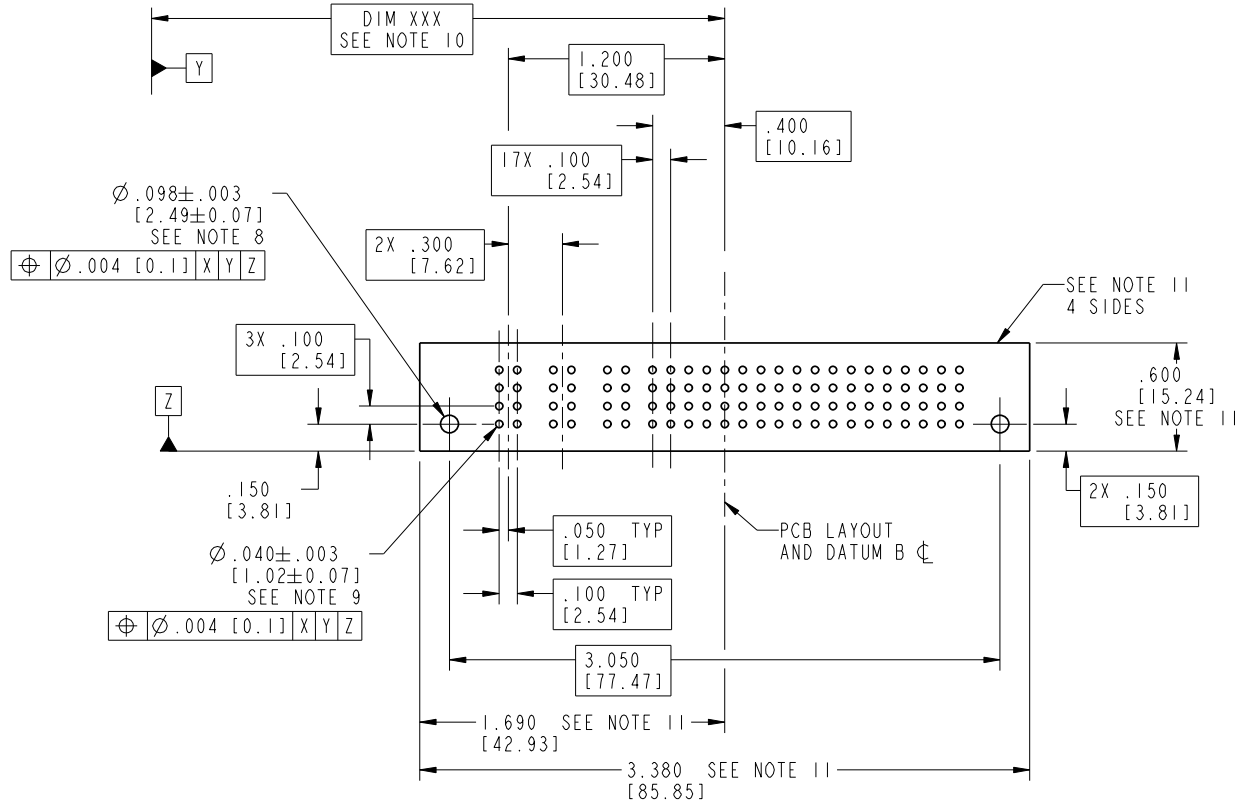 DIM XXX
SEE NOTE 10
Y
1.200
[30.48]
.400
[10.16]
17X .100
[2.54]
⌀.098±.003
[2.49±0.07]
SEE NOTE 8
⌖ ⌀.004 [0.1] X Y Z
2X .300
[7.62]
SEE NOTE 11
4 SIDES
3X .100
[2.54]
Z
.600
[15.24]
SEE NOTE 11
.150
[3.81]
2X .150
[3.81]
.050 TYP
[1.27]
PCB LAYOUT
AND DATUM B ℄
⌀.040±.003
[1.02±0.07]
SEE NOTE 9
⌖ ⌀.004 [0.1] X Y Z
.100 TYP
[2.54]
3.050
[77.47]
1.690 SEE NOTE 11
[42.93]
3.380 SEE NOTE 11
[85.85]